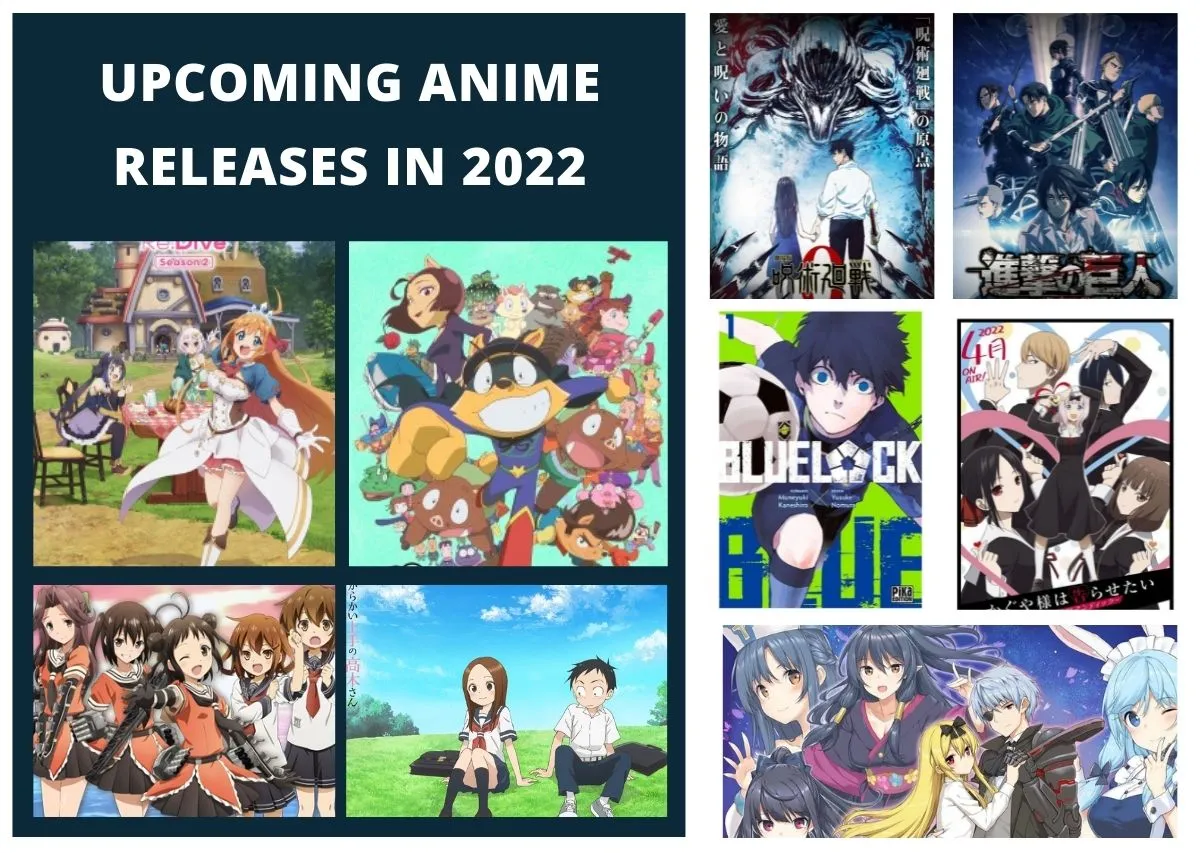 UPCOMING ANIME
RELEASES IN 2022
Re:Dive
Season 2
からかい上手の高木さん
愛と呪いの物語
「呪術廻戦」の原点
0
呪術廻戦
進撃の巨人
1
BLUELOCK
Muneyuki
Kaneshiro
Yusuke
Nomura
BLUE
Pika
EDITION
2022
4月
ON AIR!
かぐや様は告らせたい